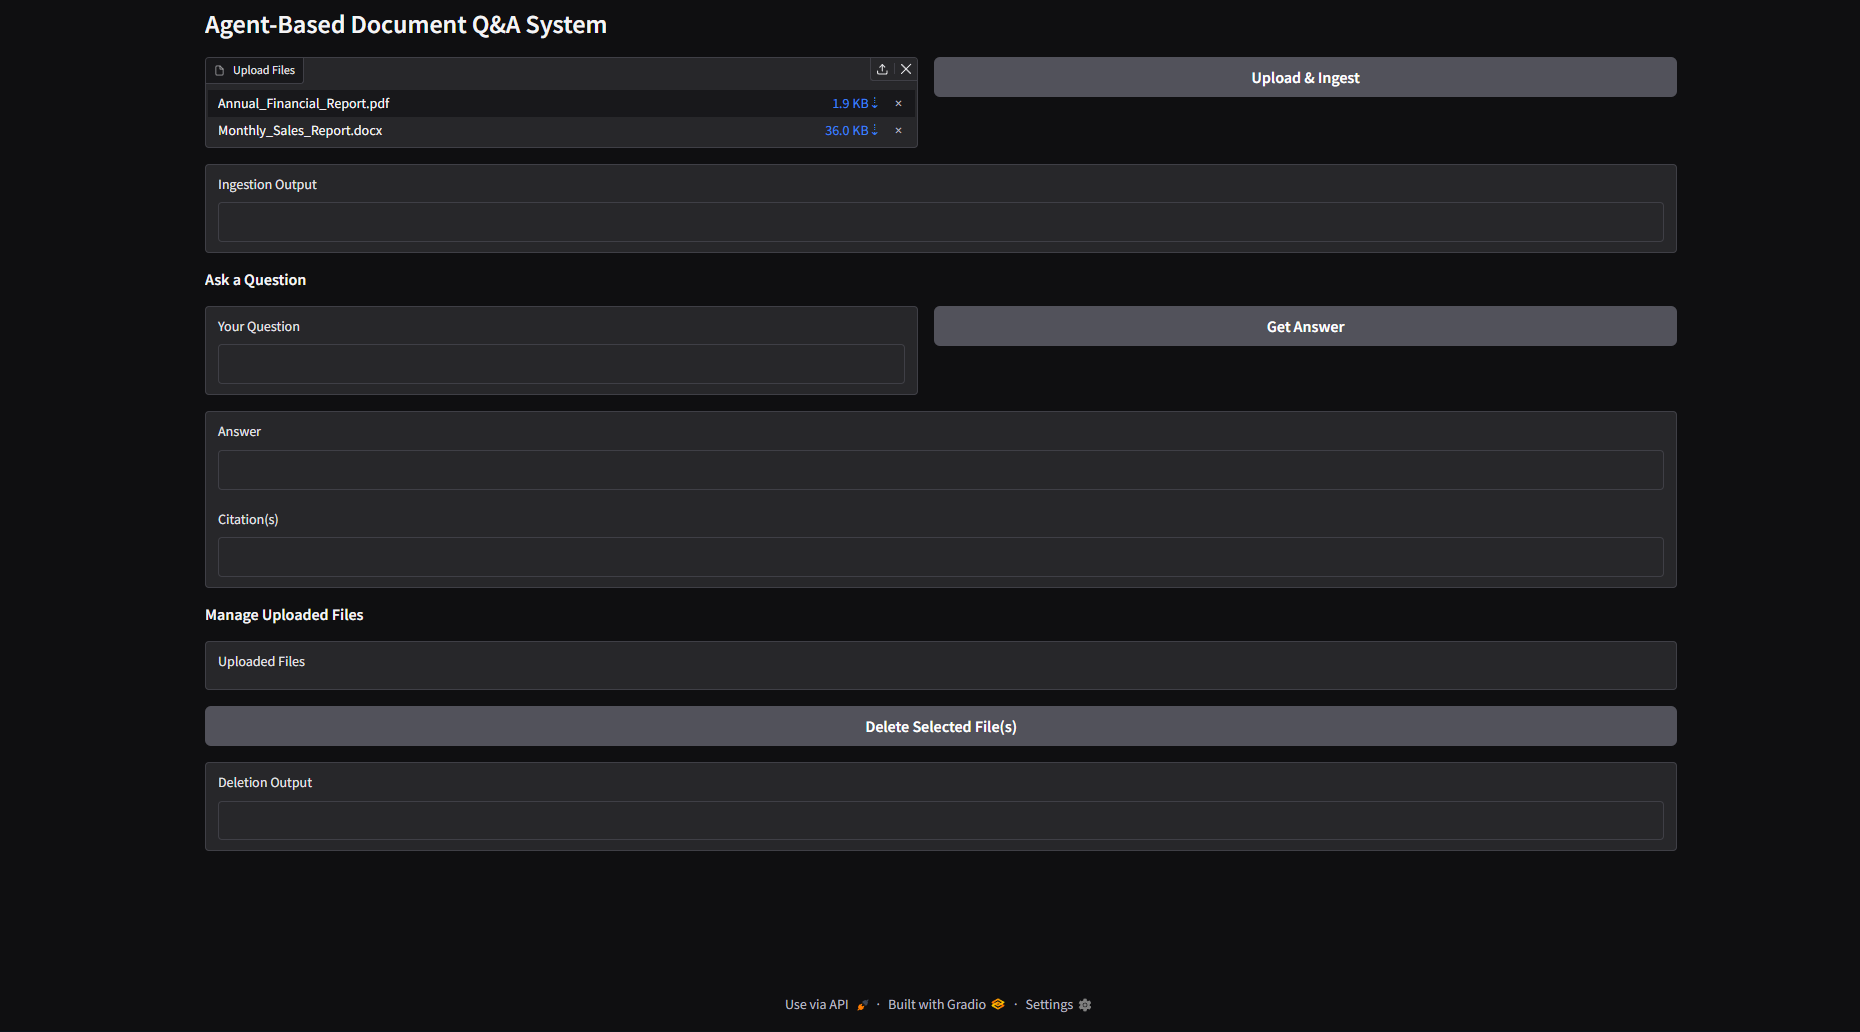 Agent-Based Document Q&A System
Upload Files
Upload & Ingest
Annual_Financial_Report.pdf 1.9 KB⇣ ×
Monthly_Sales_Report.docx 36.0 KB⇣ ×
Ingestion Output
Ask a Question
Your Question
Get Answer
Answer
Citation(s)
Manage Uploaded Files
Uploaded Files
Delete Selected File(s)
Deletion Output
Use via API · Built with Gradio · Settings